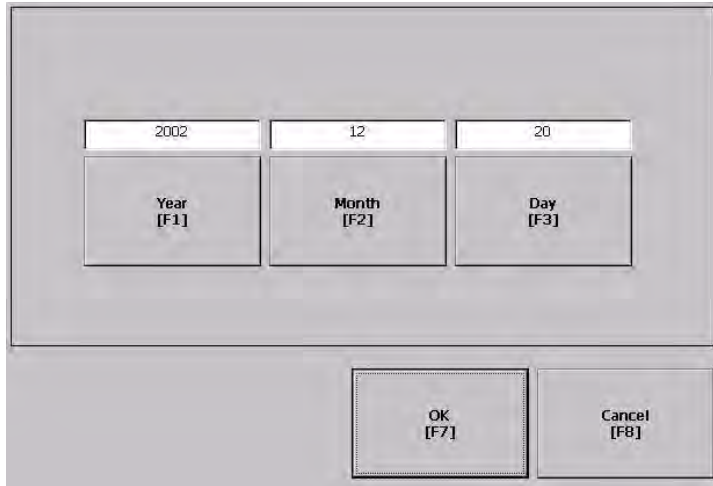 2002 12 20
Year Month Day
[F1] [F2] [F3]
OK Cancel
[F7] [F8]